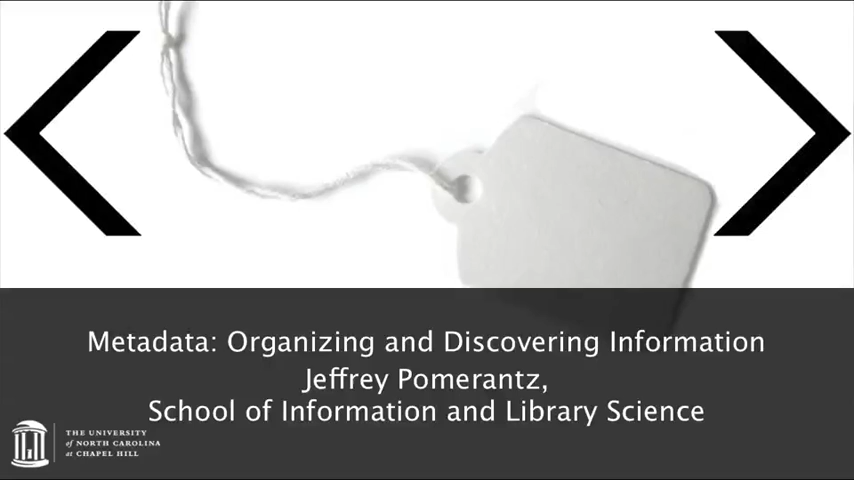 Metadata: Organizing and Discovering Information
Jeffrey Pomerantz,
School of Information and Library Science
THE UNIVERSITY
of NORTH CAROLINA
at CHAPEL HILL